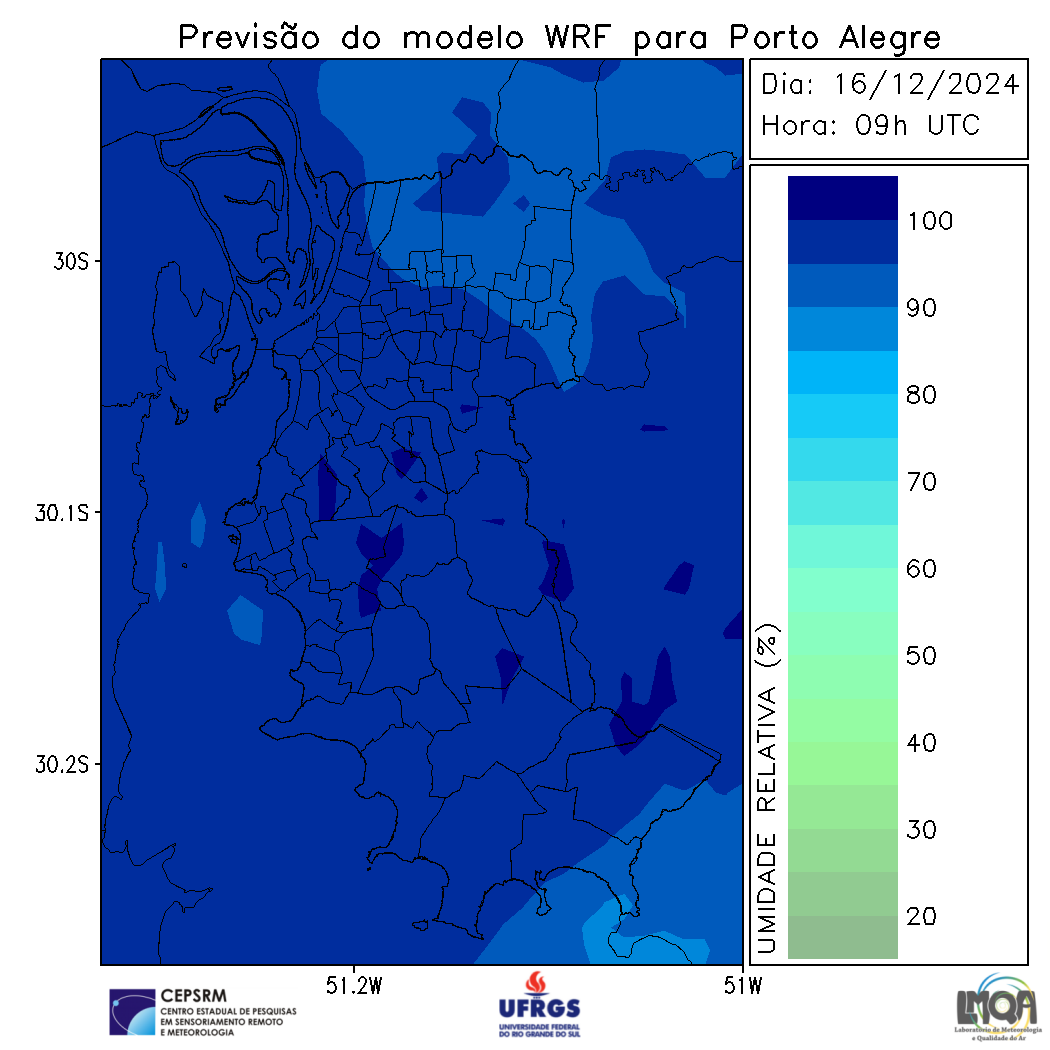 Previsão do modelo WRF para Porto Alegre
Dia: 16/12/2024
Hora: 09h UTC
30S
30.1S
30.2S
51.2W
51W
100
90
80
70
60
50
40
30
20
UMIDADE RELATIVA (%)
CEPSRM
CENTRO ESTADUAL DE PESQUISAS
EM SENSORIAMENTO REMOTO
E METEOROLOGIA
UFRGS
UNIVERSIDADE FEDERAL
DO RIO GRANDE DO SUL
LMQA
Laboratório de Meteorologia
e Qualidade do Ar